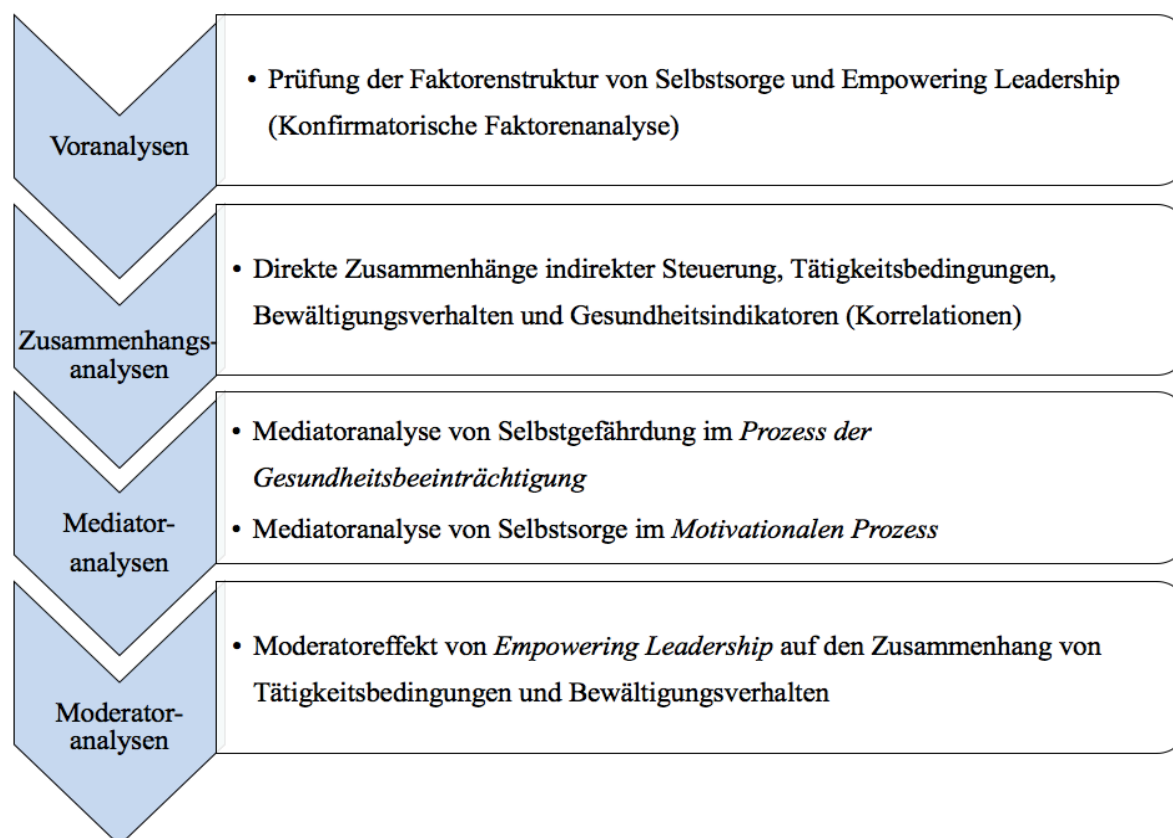 Voranalysen
• Prüfung der Faktorenstruktur von Selbstsorge und Empowering Leadership
(Konfirmatorische Faktorenanalyse)
Zusammenhangs-
analysen
• Direkte Zusammenhänge indirekter Steuerung, Tätigkeitsbedingungen,
Bewältigungsverhalten und Gesundheitsindikatoren (Korrelationen)
Mediator-
analysen
• Mediatoranalyse von Selbstgefährdung im Prozess der
Gesundheitsbeeinträchtigung
• Mediatoranalyse von Selbstsorge im Motivationalen Prozess
Moderator-
analysen
• Moderatoreffekt von Empowering Leadership auf den Zusammenhang von
Tätigkeitsbedingungen und Bewältigungsverhalten